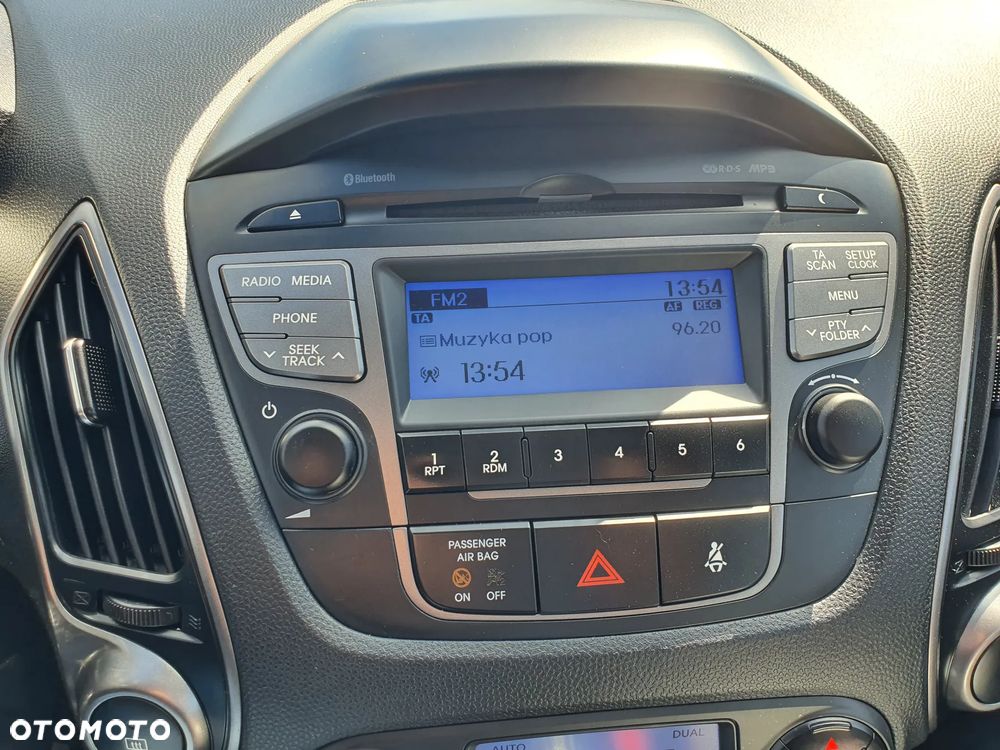 Bluetooth
RDS MP3
RADIO MEDIA
PHONE
SEEK
TRACK
TA
SCAN
SETUP
CLOCK
MENU
PTY
FOLDER
FM2
13:54
TA
AF REG
Muzyka pop
96.20
13:54
1
RPT
2
RDM
3
4
5
6
PASSENGER
AIR BAG
ON OFF
AUTO
DUAL
OTOMOTO